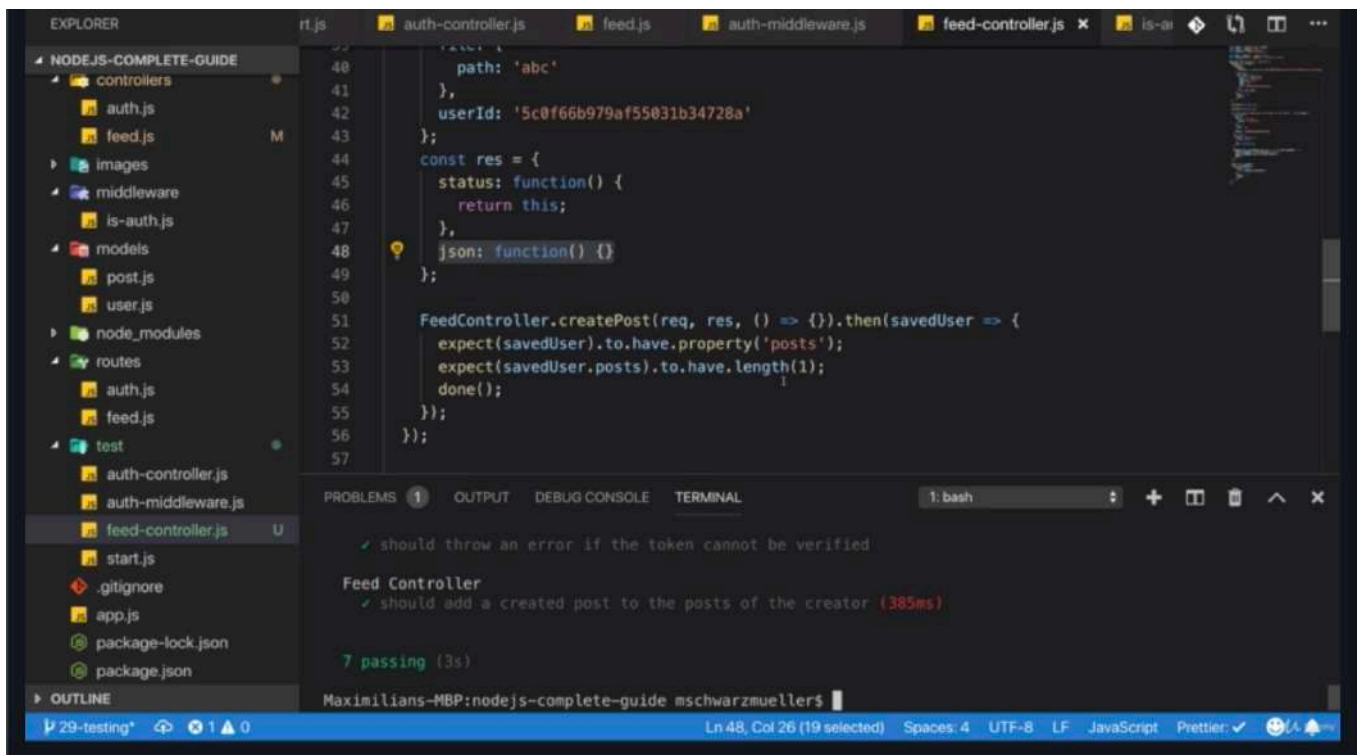 EXPLORER
rt.js
auth-controller.js
feed.js
auth-middleware.js
feed-controller.js ×
NODEJS-COMPLETE-GUIDE
controllers
auth.js
feed.js M
images
middleware
is-auth.js
models
post.js
user.js
node_modules
routes
auth.js
feed.js
test
auth-controller.js
auth-middleware.js
feed-controller.js U
start.js
.gitignore
app.js
package-lock.json
package.json
OUTLINE
40 path: 'abc'
41 },
42 userId: '5c0f66b979af55031b34728a'
43 };
44 const res = {
45 status: function() {
46 return this;
47 },
48 json: function() {}
49 };
50
51 FeedController.createPost(req, res, () => {}).then(savedUser => {
52 expect(savedUser).to.have.property('posts');
53 expect(savedUser.posts).to.have.length(1);
54 done();
55 });
56 });
57
PROBLEMS 1 OUTPUT DEBUG CONSOLE TERMINAL 1: bash
✓ should throw an error if the token cannot be verified
Feed Controller
✓ should add a created post to the posts of the creator (385ms)
7 passing (3s)
Maximilians-MBP:nodejs-complete-guide mschwarzmueller$
29-testing* 1 0 Ln 48, Col 26 (19 selected) Spaces: 4 UTF-8 LF JavaScript Prettier: ✓